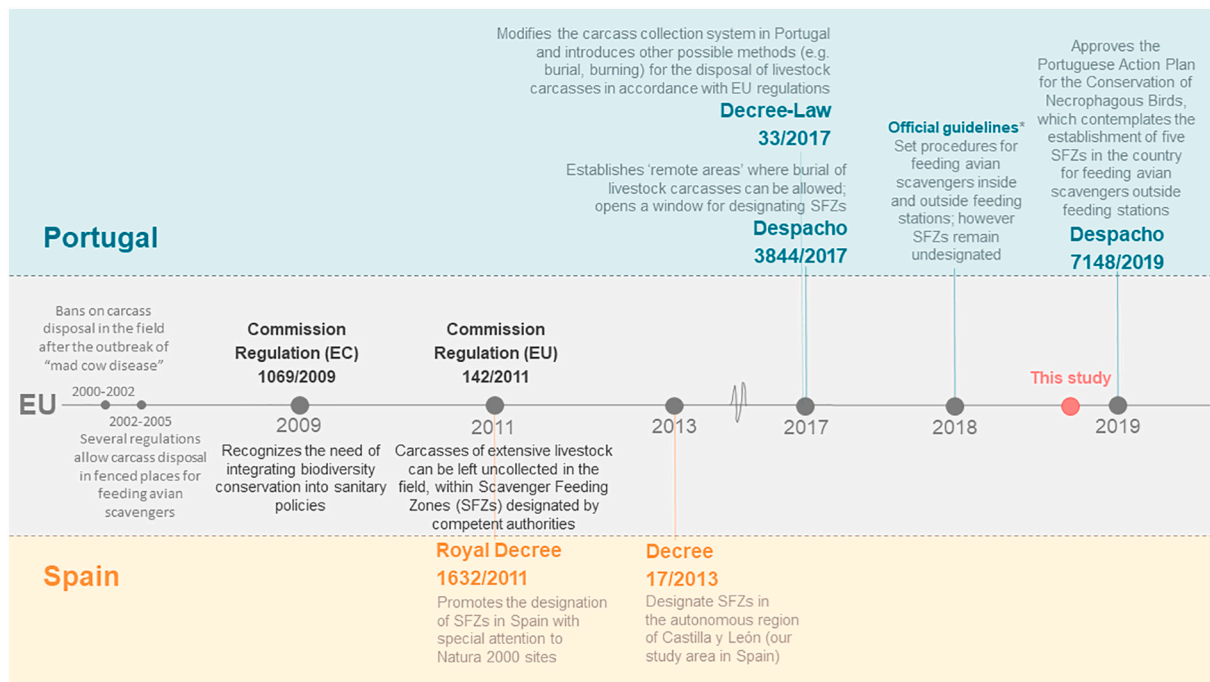 Modifies the carcass collection system in Portugal
and introduces other possible methods (e.g.
burial, burning) for the disposal of livestock
carcasses in accordance with EU regulations
Decree-Law
33/2017
Establishes ‘remote areas’ where burial of
livestock carcasses can be allowed;
opens a window for designating SFZs
Despacho
3844/2017
Official guidelines*
Set procedures for
feeding avian
scavengers inside
and outside feeding
stations; however
SFZs remain
undesignated
Approves the
Portuguese Action Plan
for the Conservation of
Necrophagous Birds,
which contemplates the
establishment of five
SFZs in the country
for feeding avian
scavengers outside
feeding stations
Despacho
7148/2019
Portugal
Bans on carcass
disposal in the field
after the outbreak of
“mad cow disease”
2000-2002
Commission
Regulation (EC)
1069/2009
Commission
Regulation (EU)
142/2011
This study
EU
2002-2005
Several regulations
allow carcass disposal
in fenced places for
feeding avian
scavengers
2009
Recognizes the need of
integrating biodiversity
conservation into sanitary
policies
2011
Carcasses of extensive livestock
can be left uncollected in the
field, within Scavenger Feeding
Zones (SFZs) designated by
competent authorities
2013
2017
2018
2019
Spain
Royal Decree
1632/2011
Promotes the designation
of SFZs in Spain with
special attention to
Natura 2000 sites
Decree
17/2013
Designate SFZs in
the autonomous region
of Castilla y León (our
study area in Spain)